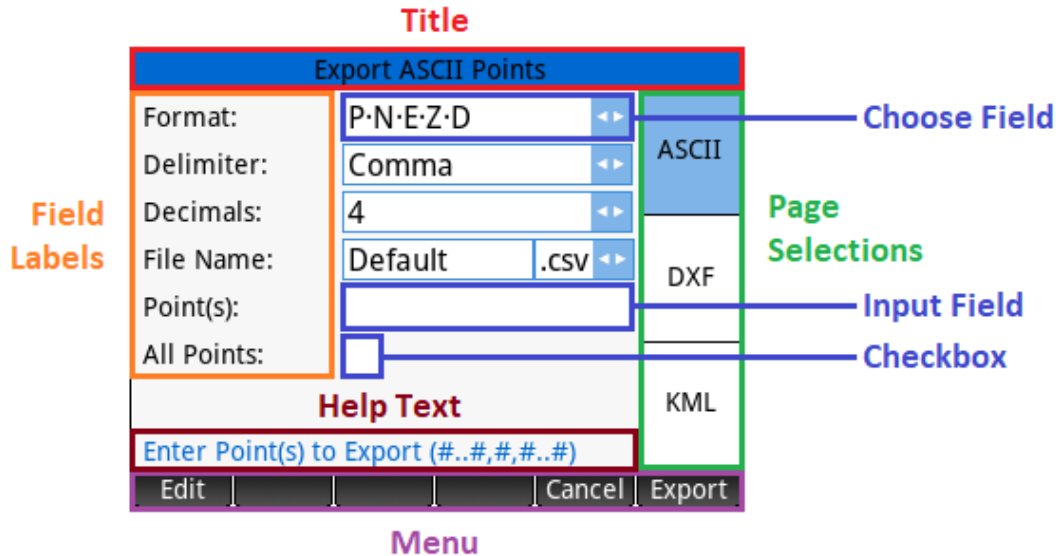 Title
Export ASCII Points
Format: P·N·E·Z·D
Choose Field
Delimiter: Comma
ASCII
Decimals: 4
Field
Labels
Page
Selections
File Name: Default .csv
DXF
Point(s):
Input Field
All Points:
Checkbox
Help Text
KML
Enter Point(s) to Export (#..#,#,#..#)
Edit Cancel Export
Menu